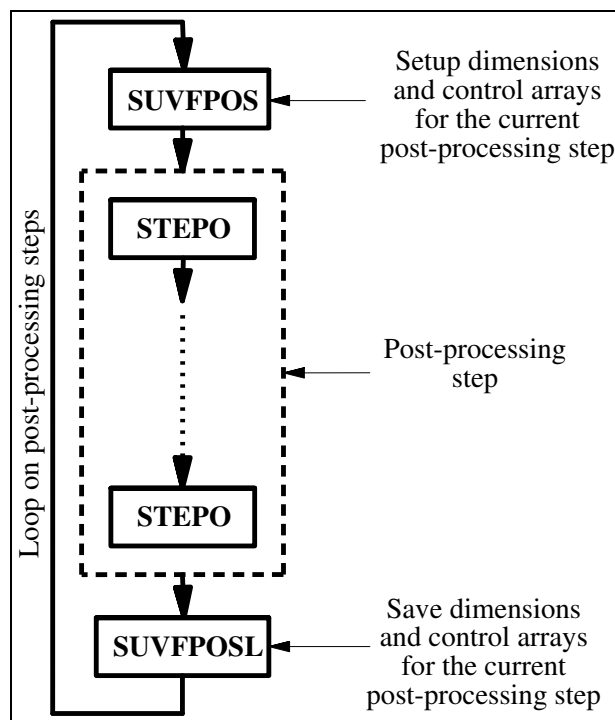 Setup dimensions
and control arrays
for the current
post-processing step
SUVFPOS
STEPO
Post-processing
step
STEPO
Loop on post-processing steps
Save dimensions
and control arrays
for the current
post-processing step
SUVFPOSL